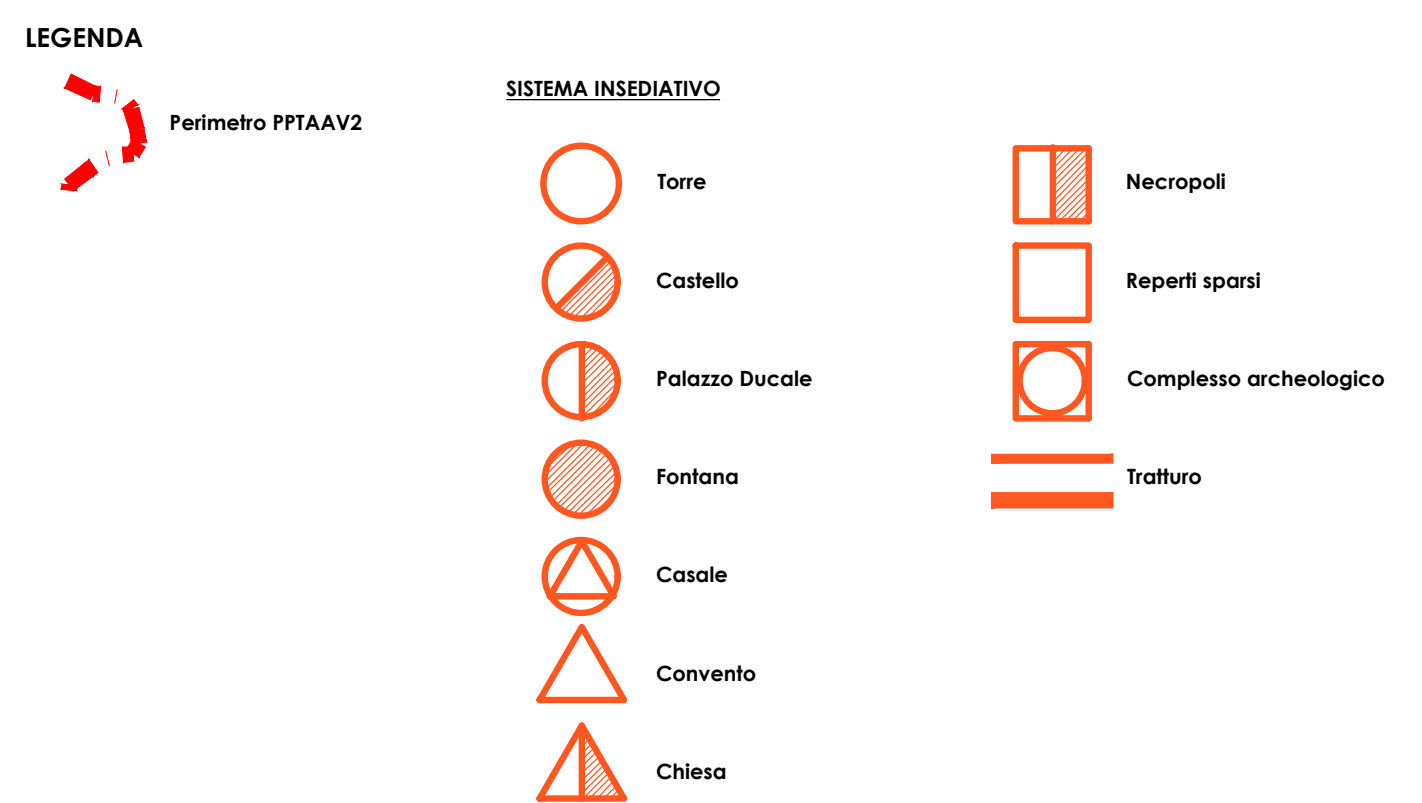 LEGENDA
Perimetro PPTAAV2
SISTEMA INSEDIATIVO
Torre
Castello
Palazzo Ducale
Fontana
Casale
Convento
Chiesa
Necropoli
Reperti sparsi
Complesso archeologico
Tratturo